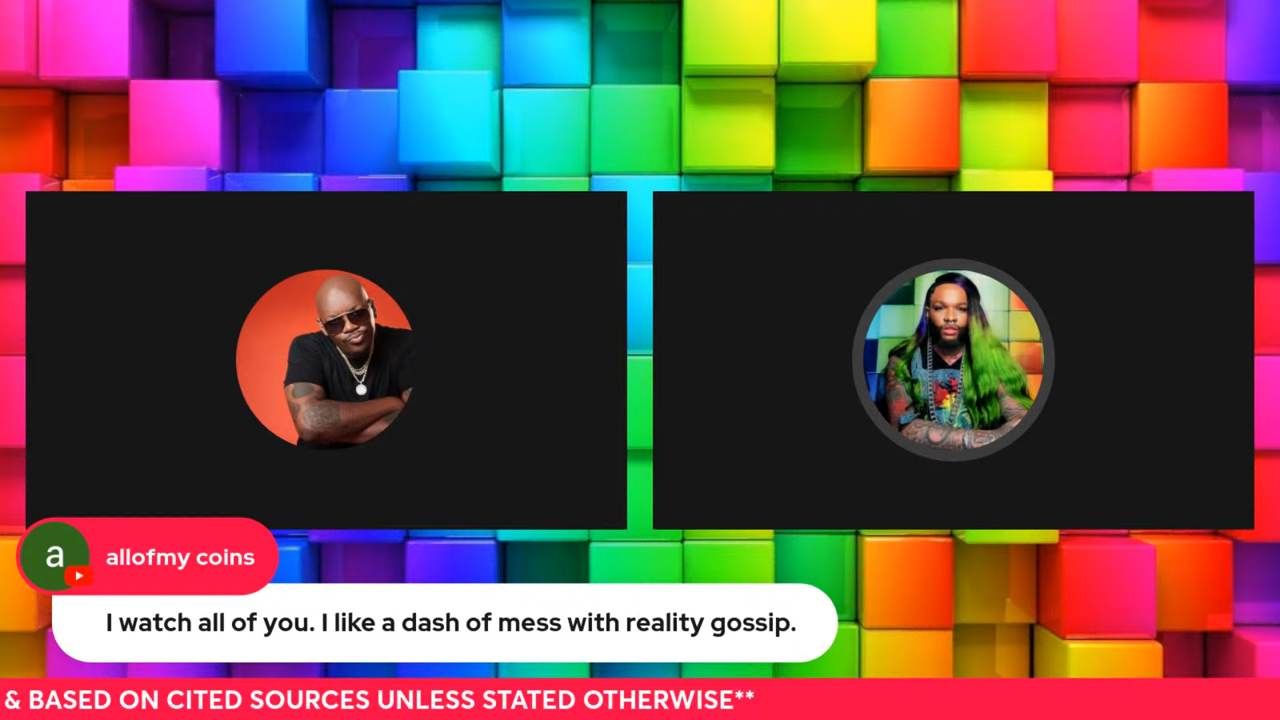 a
allofmy coins
I watch all of you. I like a dash of mess with reality gossip.
& BASED ON CITED SOURCES UNLESS STATED OTHERWISE**